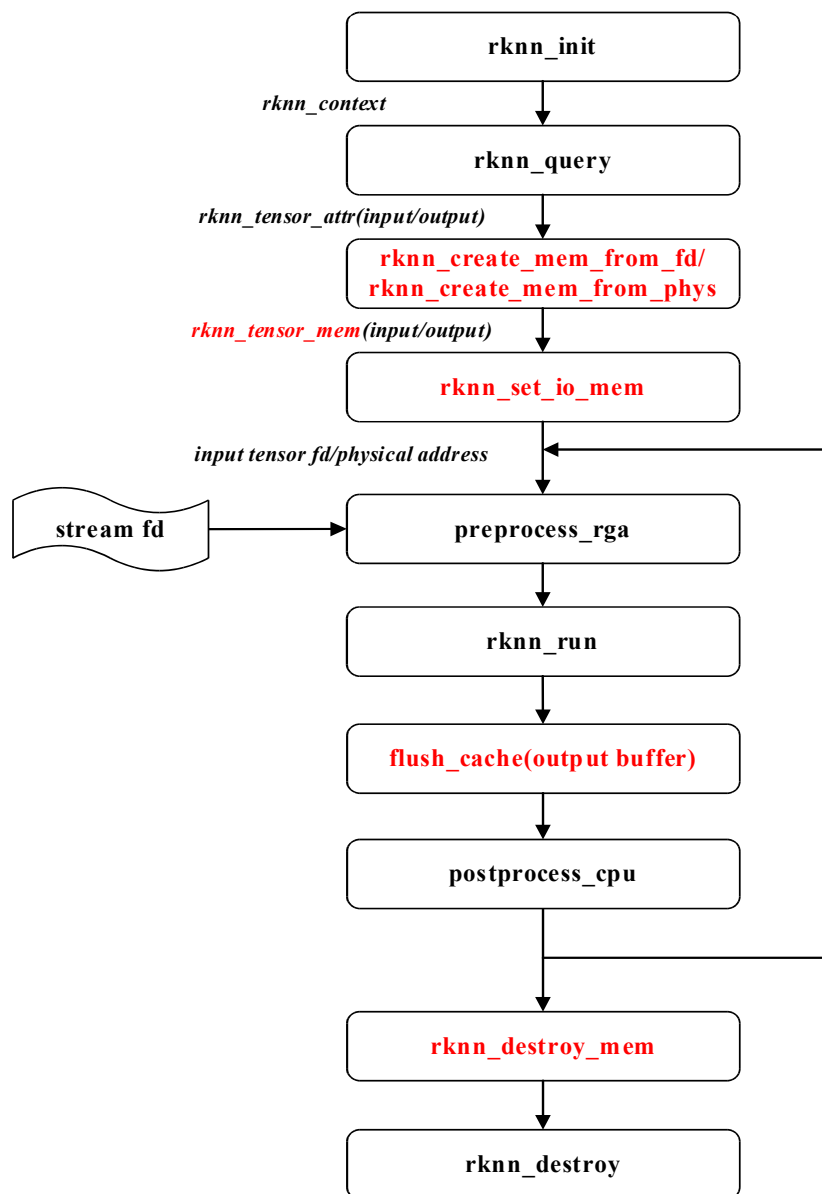 rknn_init
rknn_context
rknn_query
rknn_tensor_attr(input/output)
rknn_create_mem_from_fd/
rknn_create_mem_from_phys
rknn_tensor_mem(input/output)
rknn_set_io_mem
input tensor fd/physical address
stream fd
preprocess_rga
rknn_run
flush_cache(output buffer)
postprocess_cpu
rknn_destroy_mem
rknn_destroy